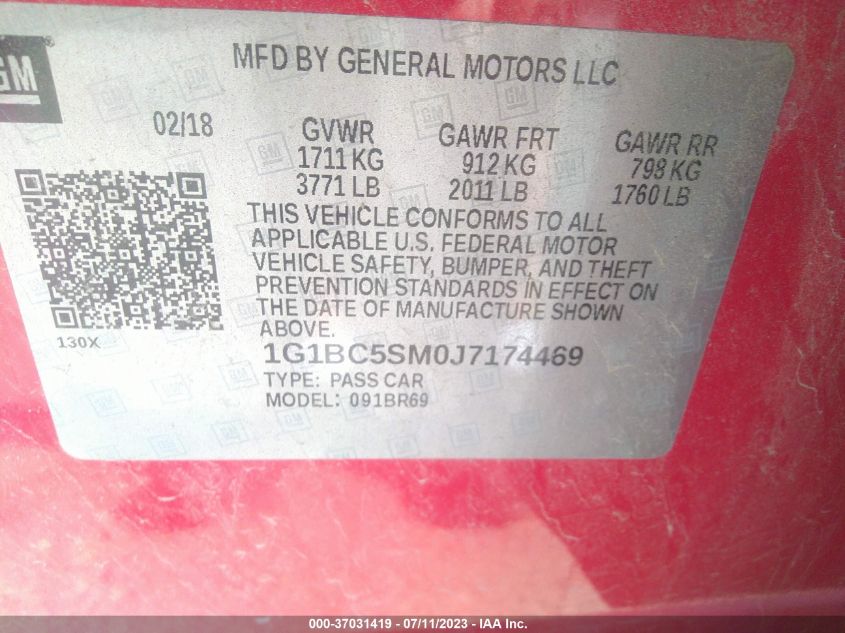 GM
MFD BY GENERAL MOTORS LLC
02/18 GVWR GAWR FRT GAWR RR
1711 KG 912 KG 798 KG
3771 LB 2011 LB 1760 LB
THIS VEHICLE CONFORMS TO ALL
APPLICABLE U.S. FEDERAL MOTOR
VEHICLE SAFETY, BUMPER, AND THEFT
PREVENTION STANDARDS IN EFFECT ON
THE DATE OF MANUFACTURE SHOWN
ABOVE.
130X
1G1BC5SM0J7174469
TYPE: PASS CAR
MODEL: 091BR69
000-37031419 - 07/11/2023 - IAA Inc.